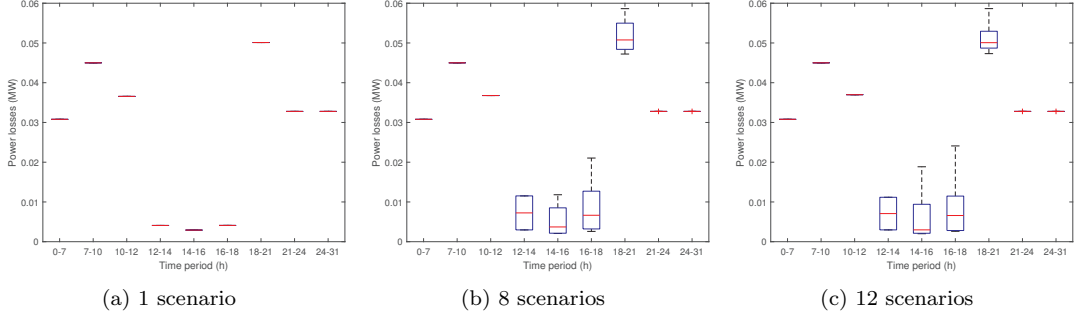 Power losses (MW)
0.06
0.05
0.04
0.03
0.02
0.01
0
0-7 7-10 10-12 12-14 14-16 16-18 18-21 21-24 24-31
Time period (h)
(a) 1 scenario
Power losses (MW)
0.06
0.05
0.04
0.03
0.02
0.01
0
0-7 7-10 10-12 12-14 14-16 16-18 18-21 21-24 24-31
Time period (h)
(b) 8 scenarios
Power losses (MW)
0.06
0.05
0.04
0.03
0.02
0.01
0
0-7 7-10 10-12 12-14 14-16 16-18 18-21 21-24 24-31
Time period (h)
(c) 12 scenarios